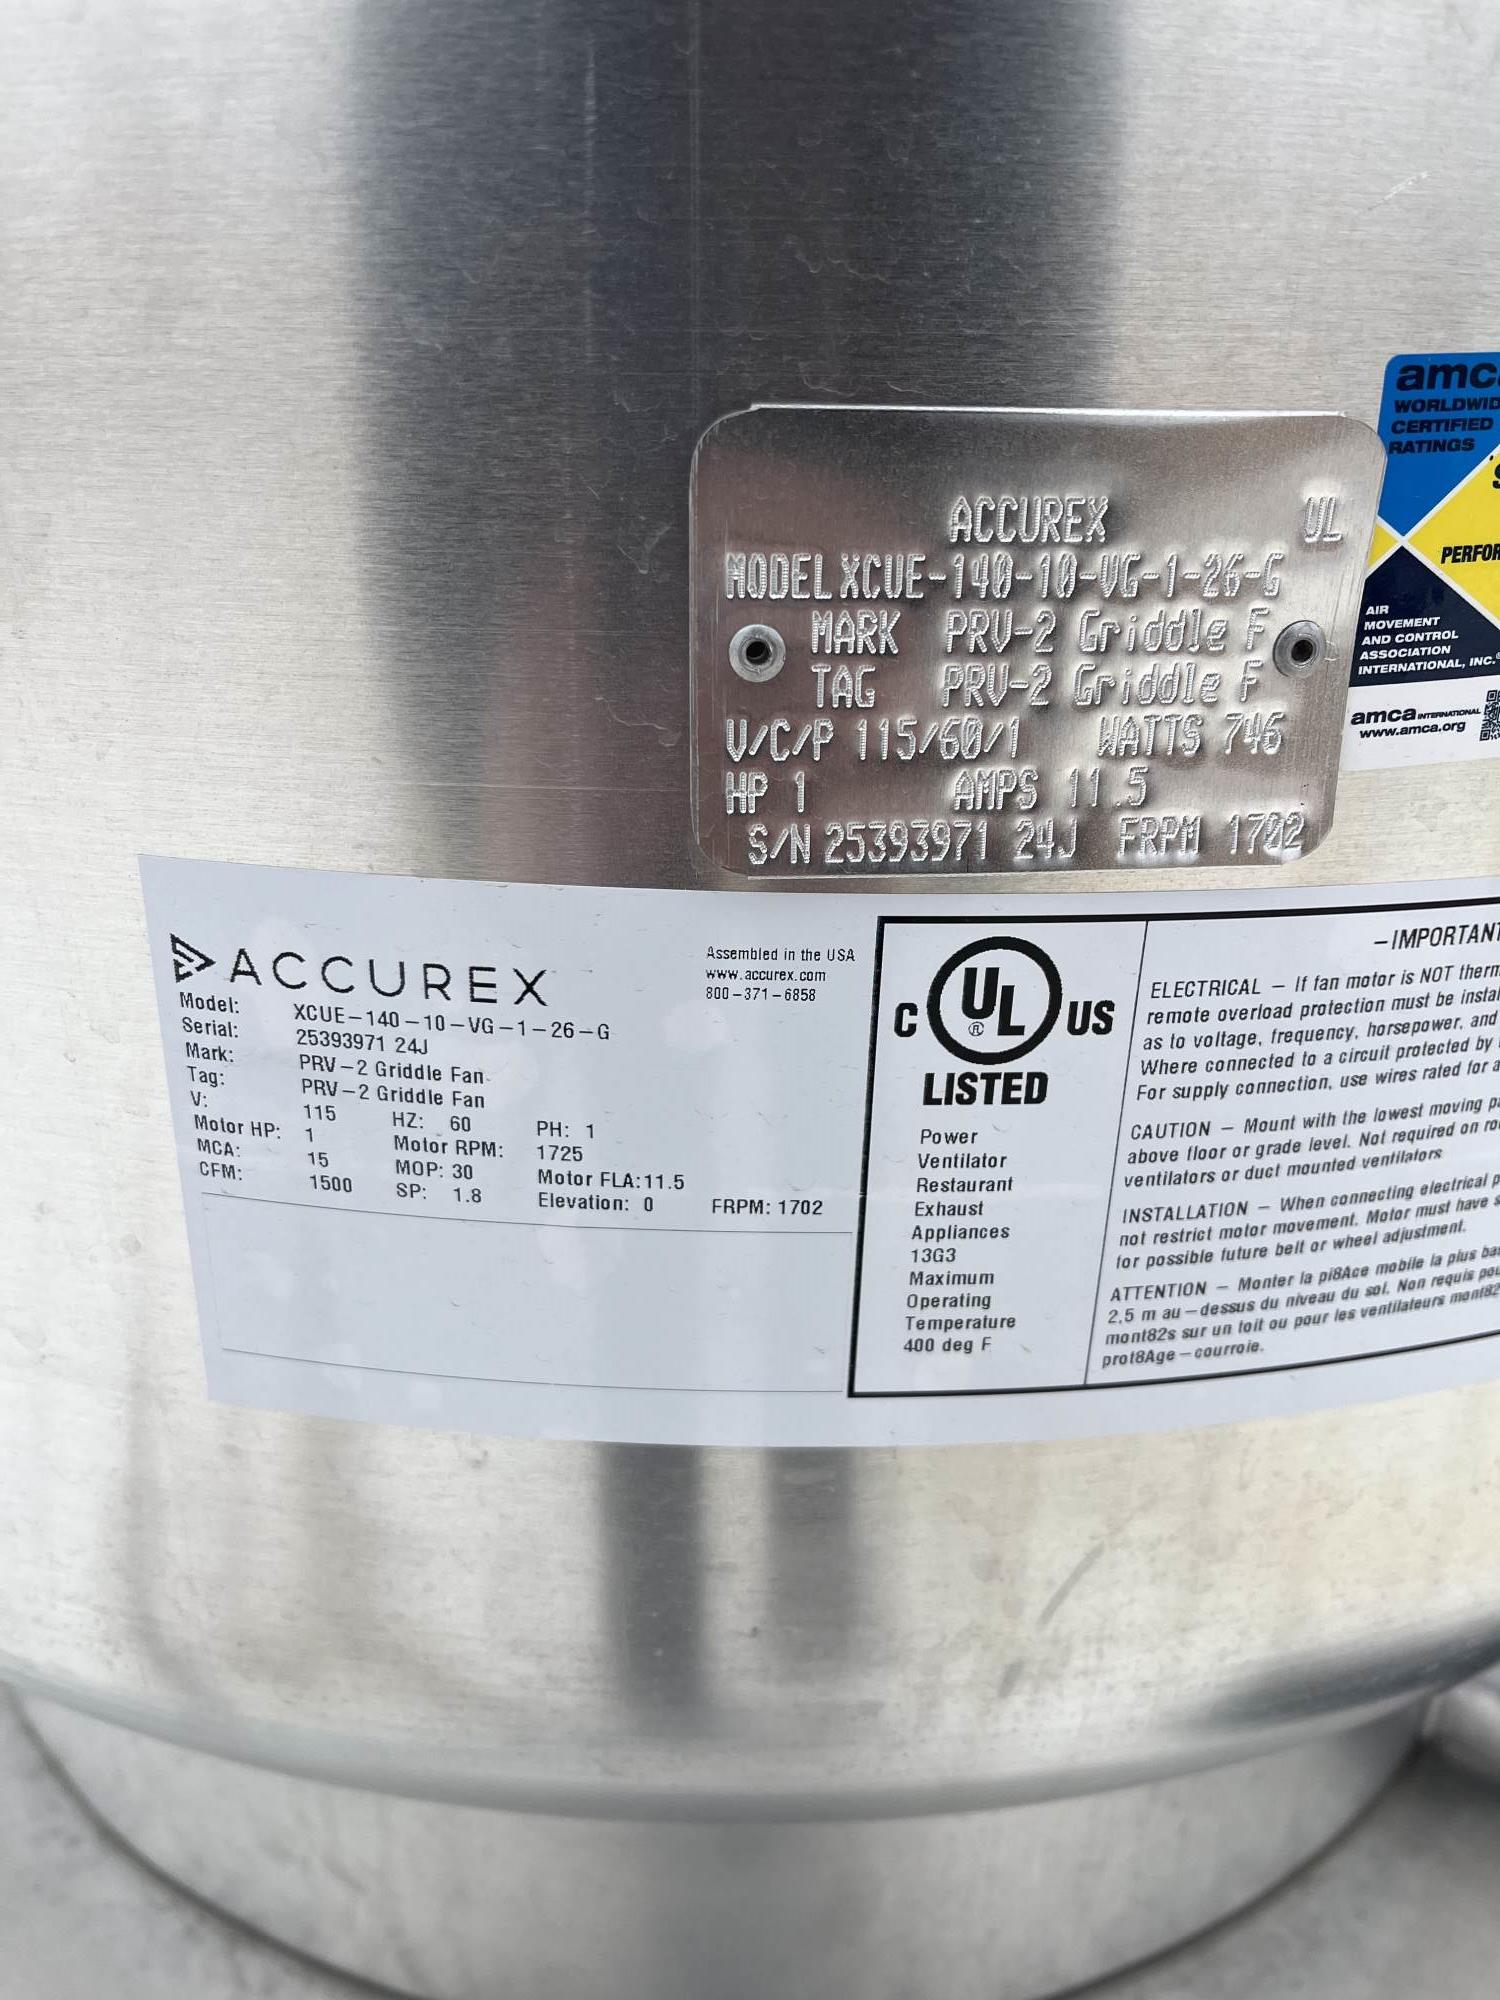 amca
WORLDWID
CERTIFIED
RATINGS
PERFOR
AIR
MOVEMENT
AND CONTROL
ASSOCIATION
INTERNATIONAL, INC.®
amca INTERNATIONAL
www.amca.org
ACCUREX UL
MODEL XCUE-140-10-VG-1-26-G
MARK PRV-2 Griddle F
TAG PRV-2 Griddle F
V/C/P 115/60/1 WATTS 746
HP 1 AMPS 11.5
S/N 25393971 24J FRPM 1702
ACCUREX
Assembled in the USA
www.accurex.com
800-371-6858
Model: XCUE-140-10-VG-1-26-G
Serial: 25393971 24J
Mark: PRV-2 Griddle Fan
Tag: PRV-2 Griddle Fan
V: 115 HZ: 60 PH: 1
Motor HP: 1 Motor RPM: 1725
MCA: 15 MOP: 30 Motor FLA:11.5
CFM: 1500 SP: 1.8 Elevation: 0 FRPM: 1702
C UL ® US
LISTED
Power
Ventilator
Restaurant
Exhaust
Appliances
13G3
Maximum
Operating
Temperature
400 deg F
-IMPORTANT
ELECTRICAL - If fan motor is NOT therm
remote overload protection must be instal
as to voltage, frequency, horsepower, and
Where connected to a circuit protected by
For supply connection, use wires rated for a
CAUTION - Mount with the lowest moving pa
above floor or grade level. Not required on ro
ventilators or duct mounted ventilators
INSTALLATION - When connecting electrical p
not restrict motor movement. Motor must have s
for possible future belt or wheel adjustment.
ATTENTION - Monter la pi8Ace mobile la plus bas
2,5 m au-dessus du niveau du sol. Non requis pou
mont82s sur un toit ou pour les ventilateurs mont82
prot8Age-courroie.